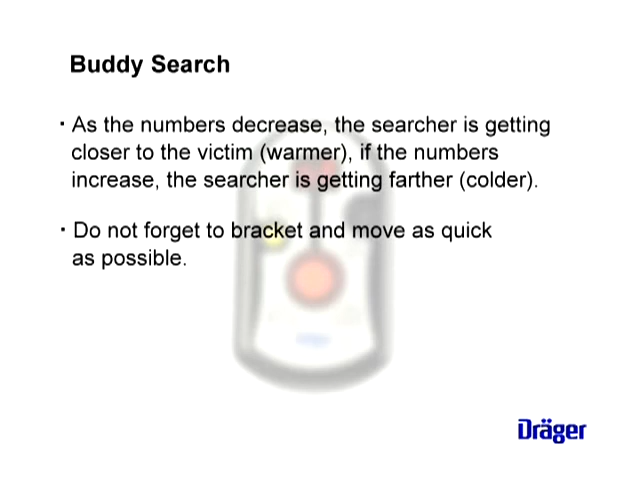 Buddy Search
· As the numbers decrease, the searcher is getting
closer to the victim (warmer), if the numbers
increase, the searcher is getting farther (colder).
· Do not forget to bracket and move as quick
as possible.
Dräger